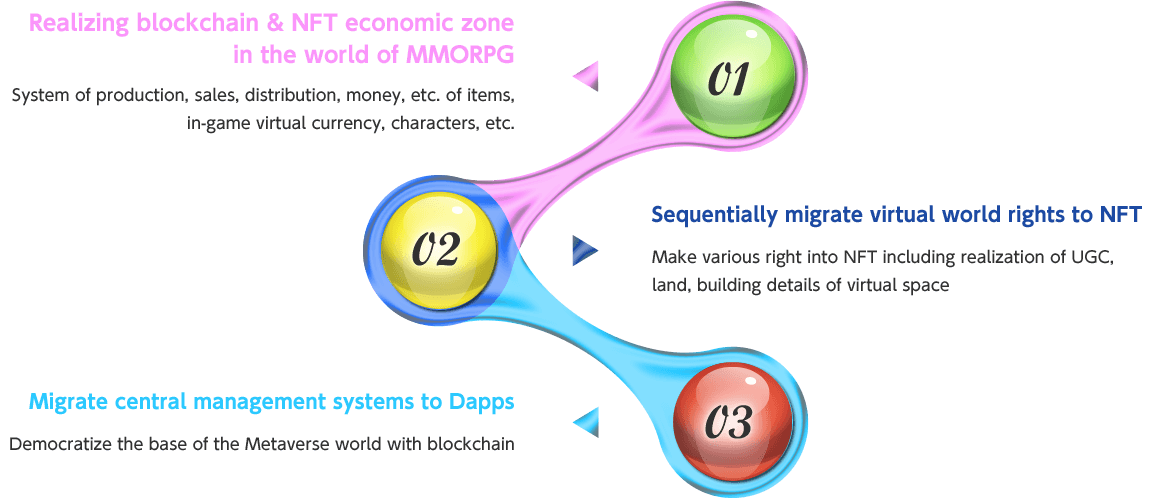 Realizing blockchain & NFT economic zone
in the world of MMORPG
System of production, sales, distribution, money, etc. of items,
in-game virtual currency, characters, etc.
01
02
Sequentially migrate virtual world rights to NFT
Make various right into NFT including realization of UGC,
land, building details of virtual space
Migrate central management systems to Dapps
Democratize the base of the Metaverse world with blockchain
03